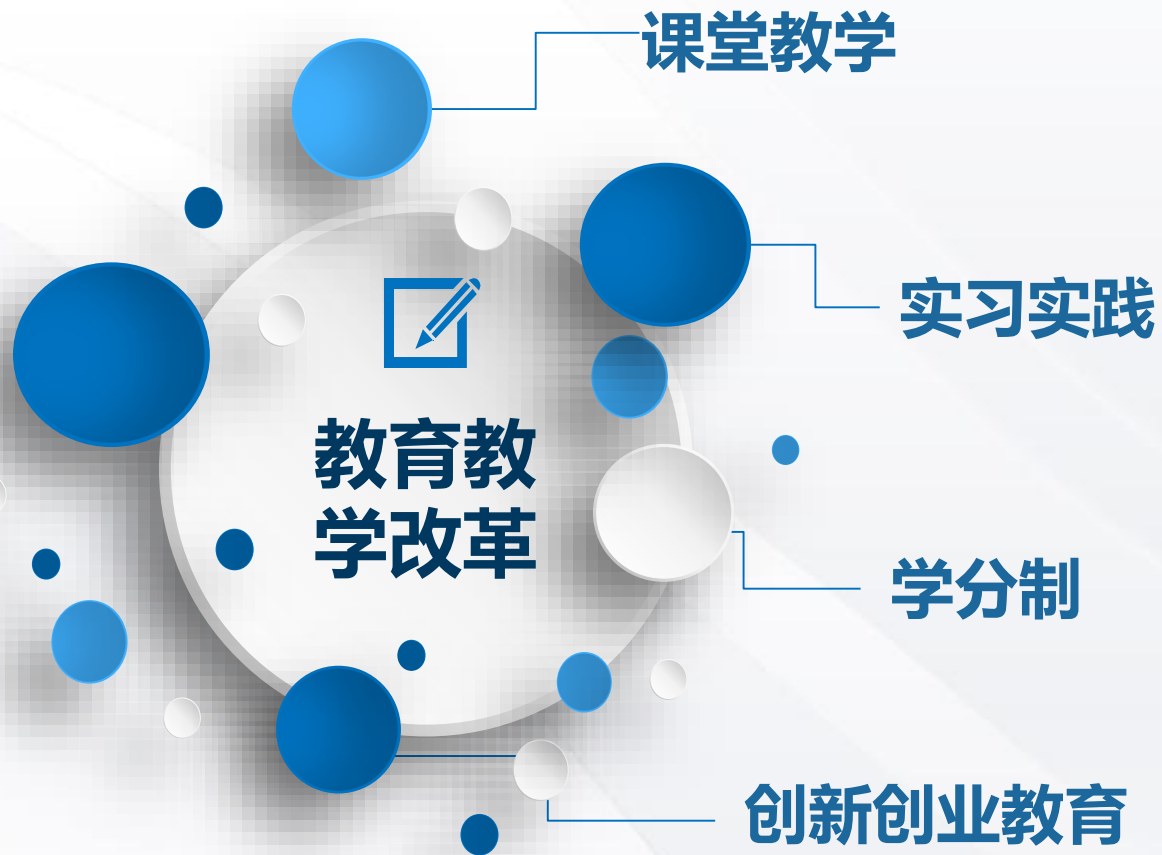 课堂教学
实习实践
教育教
学改革
学分制
创新创业教育